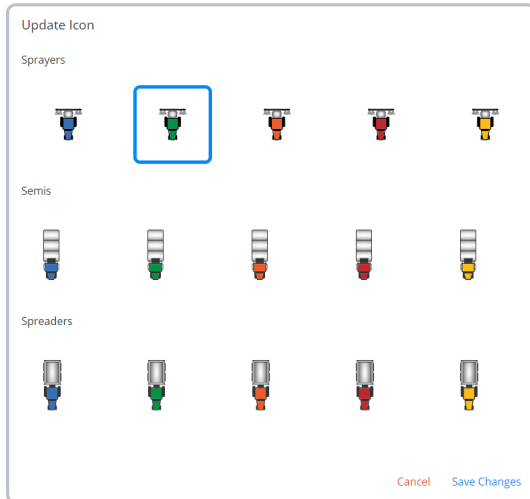 Update Icon
Sprayers
Semis
Spreaders
Cancel Save Changes